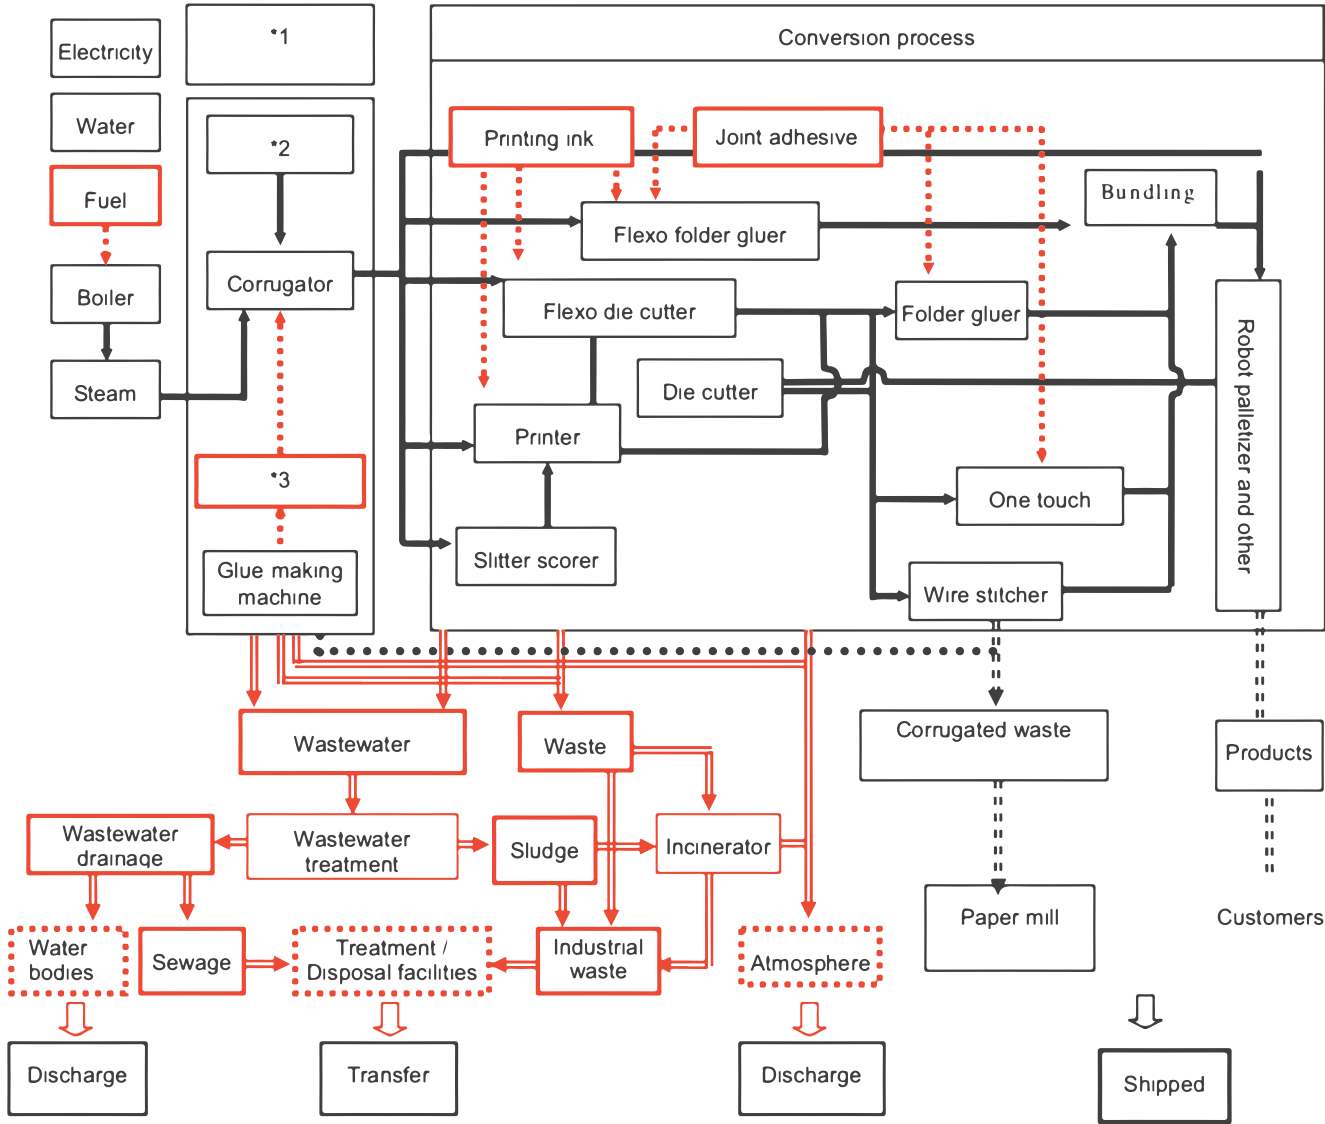 Electricity
*1
Conversion process
Water
*2
Printing ink
Joint adhesive
Fuel
Bundling
Flexo folder gluer
Corrugator
Boiler
Flexo die cutter
Folder gluer
Steam
Die cutter
Robot palletizer and other
Printer
*3
One touch
Slitter scorer
Glue making
machine
Wire stitcher
Wastewater
Waste
Corrugated waste
Products
Wastewater
drainage
Wastewater
treatment
Sludge
Incinerator
Paper mill
Customers
Water
bodies
Sewage
Treatment /
Disposal facilities
Industrial
waste
Atmosphere
Discharge
Transfer
Discharge
Shipped